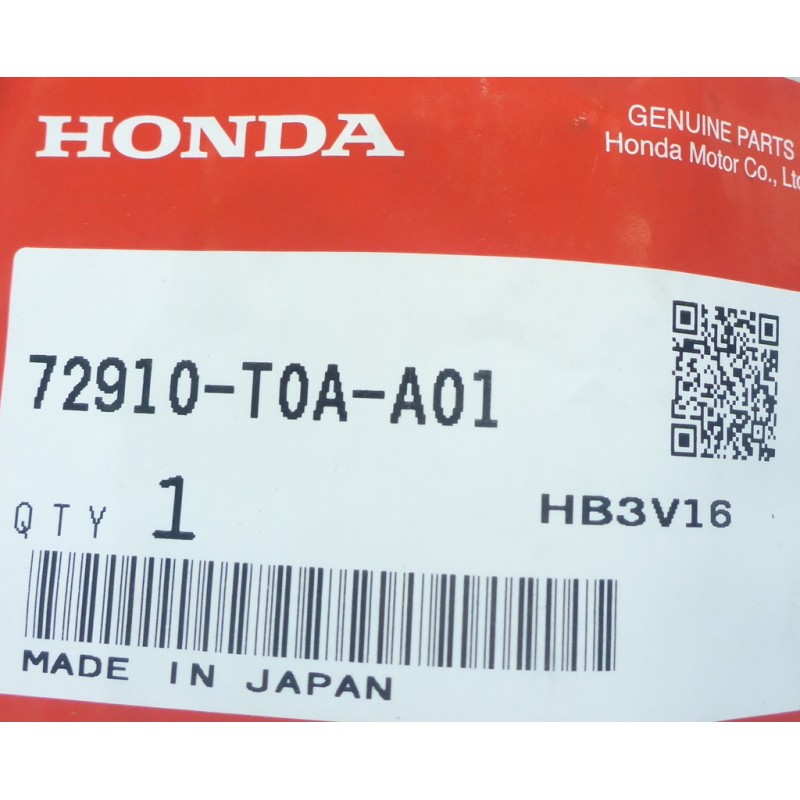 HONDA
GENUINE PARTS
Honda Motor Co., Ltd
72910-T0A-A01
QTY 1
HB3V16
MADE IN JAPAN